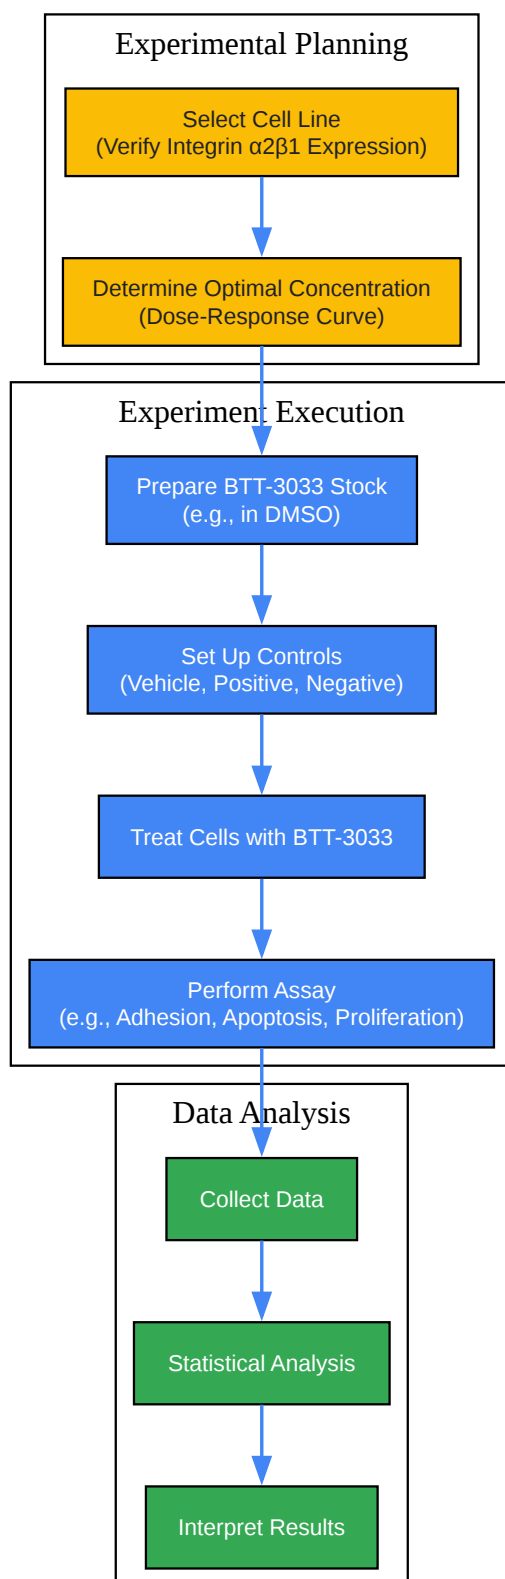 Experimental Planning
Select Cell Line
(Verify Integrin α2β1 Expression)
Determine Optimal Concentration
(Dose-Response Curve)
Experiment Execution
Prepare BTT-3033 Stock
(e.g., in DMSO)
Set Up Controls
(Vehicle, Positive, Negative)
Treat Cells with BTT-3033
Perform Assay
(e.g., Adhesion, Apoptosis, Proliferation)
Data Analysis
Collect Data
Statistical Analysis
Interpret Results